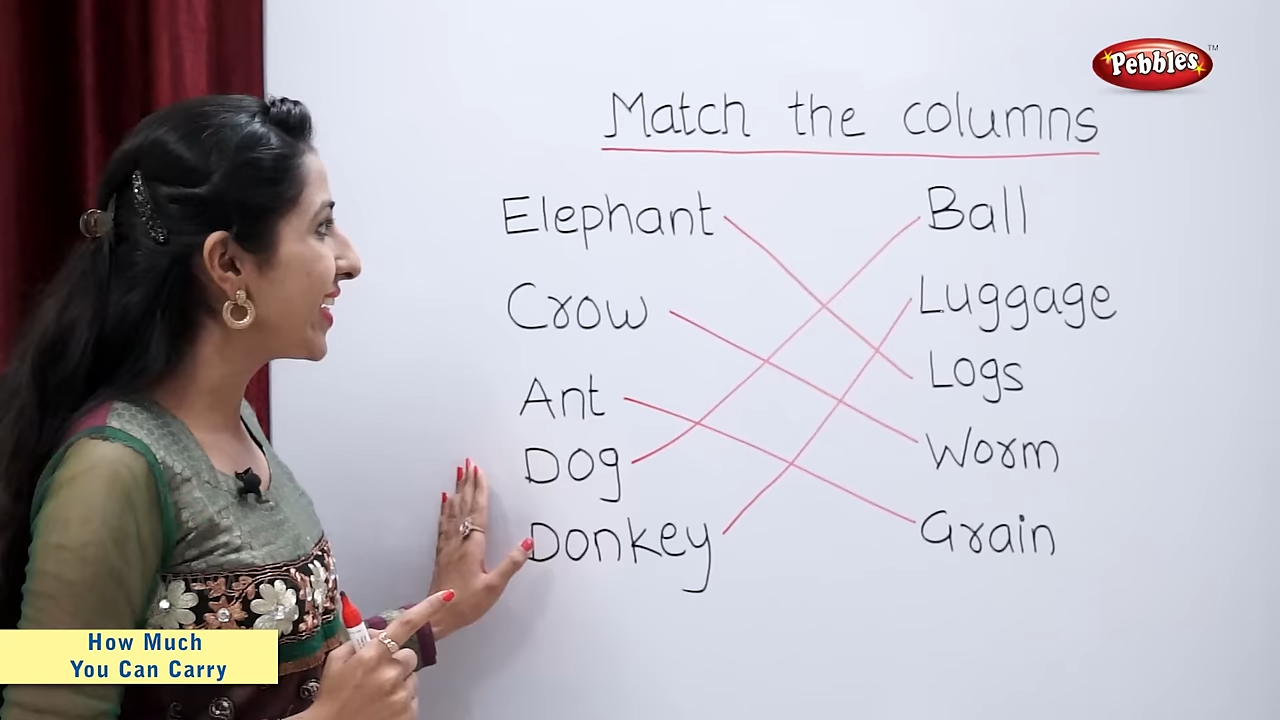 Pebbles TM
Match the columns
Elephant Ball
Crow Luggage
Ant Logs
Dog Worm
Donkey Grain
How Much
You Can Carry